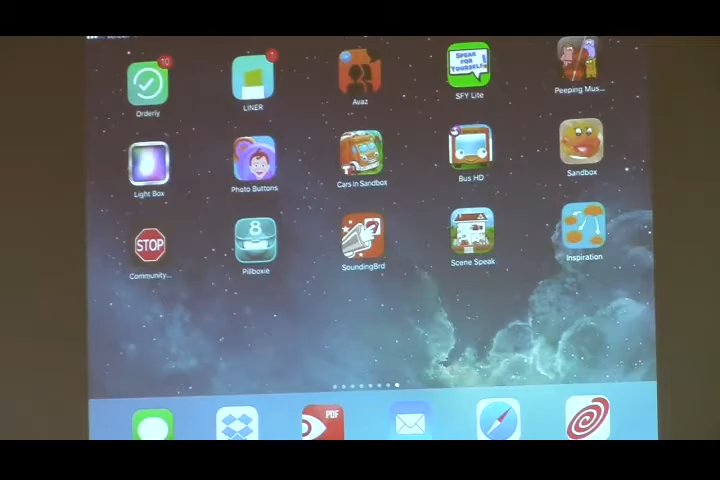 10
1
SPEAK
FOR
YOURSELF!
Orderly
LINER
Avaz
SFY Lite
Peeping Mus...
Light Box
Photo Buttons
Cars in Sandbox
Bus HD
Sandbox
STOP
8
Community...
Pillboxie
SoundingBrd
Scene Speak
Inspiration
PDF